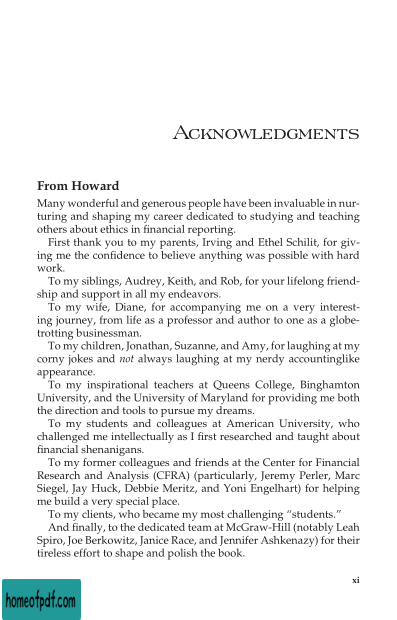 ACKNOWLEDGMENTS
From Howard
Many wonderful and generous people have been invaluable in nur-
turing and shaping my career dedicated to studying and teaching
others about ethics in financial reporting.
First thank you to my parents, Irving and Ethel Schilit, for giv-
ing me the confidence to believe anything was possible with hard
work.
To my siblings, Audrey, Keith, and Rob, for your lifelong friend-
ship and support in all my endeavors.
To my wife, Diane, for accompanying me on a very interest-
ing journey, from life as a professor and author to one as a globe-
trotting businessman.
To my children, Jonathan, Suzanne, and Amy, for laughing at my
corny jokes and not always laughing at my nerdy accountinglike
appearance.
To my inspirational teachers at Queens College, Binghamton
University, and the University of Maryland for providing me both
the direction and tools to pursue my dreams.
To my students and colleagues at American University, who
challenged me intellectually as I first researched and taught about
financial shenanigans.
To my former colleagues and friends at the Center for Financial
Research and Analysis (CFRA) (particularly, Jeremy Perler, Marc
Siegel, Jay Huck, Debbie Meritz, and Yoni Engelhart) for helping
me build a very special place.
To my clients, who became my most challenging “students.”
And finally, to the dedicated team at McGraw-Hill (notably Leah
Spiro, Joe Berkowitz, Janice Race, and Jennifer Ashkenazy) for their
tireless effort to shape and polish the book.
xi
homeofpdf.com